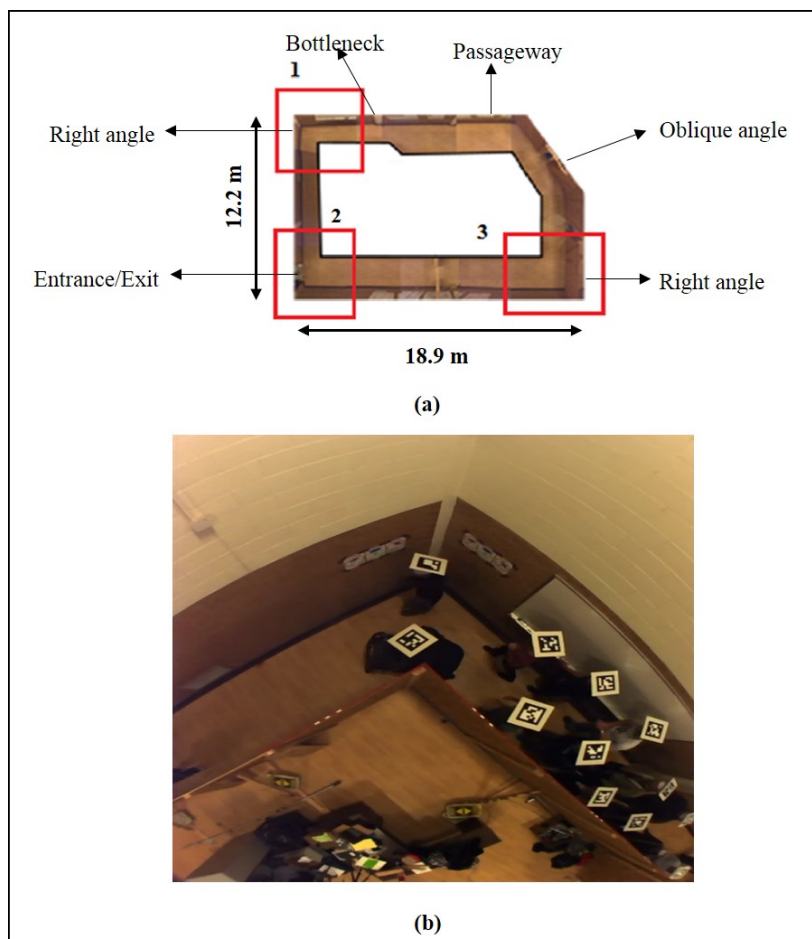 Bottleneck
Passageway
1
Right angle
Oblique angle
12.2 m
2
3
Entrance/Exit
Right angle
18.9 m
(a)
(b)